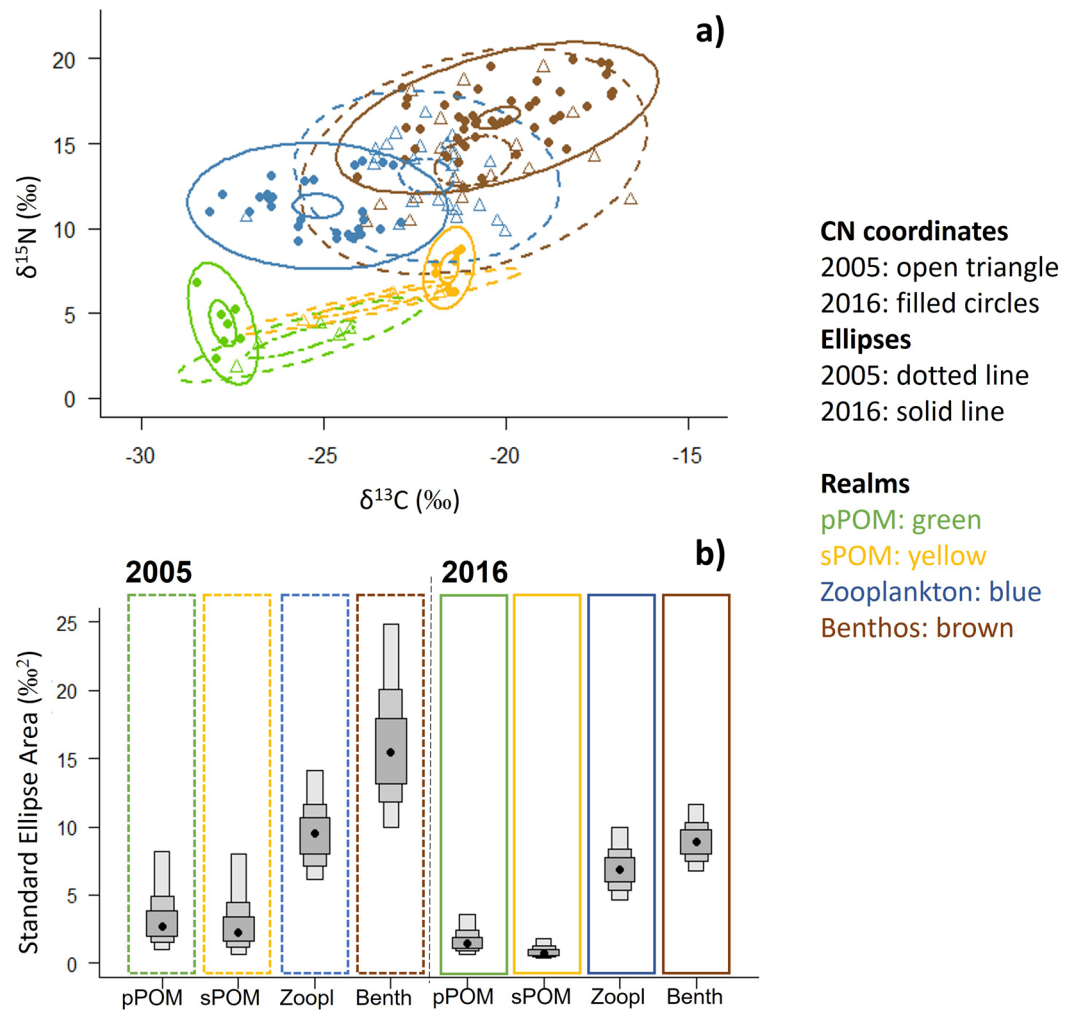 a)
20
15
10
5
0
δ15N (‰)
-30 -25 -20 -15
δ13C (‰)
CN coordinates
2005: open triangle
2016: filled circles
Ellipses
2005: dotted line
2016: solid line
Realms
pPOM: green
sPOM: yellow
Zooplankton: blue
Benthos: brown
b)
2005 2016
25
20
15
10
5
0
Standard Ellipse Area (‰2)
pPOM sPOM Zoopl Benth pPOM sPOM Zoopl Benth